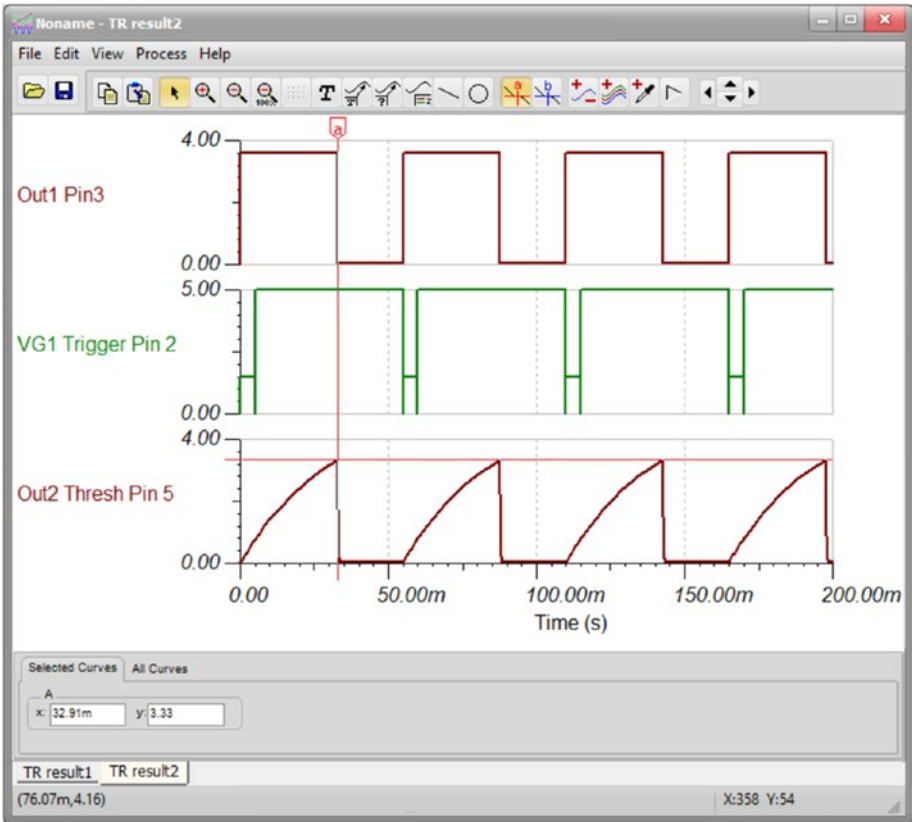 Noname - TR result2
File Edit View Process Help
100%
T
?
=z
a
b
a
4.00
Out1 Pin3
0.00
5.00
VG1 Trigger Pin 2
0.00
4.00
Out2 Thresh Pin 5
0.00
0.00 50.00m 100.00m 150.00m 200.00m
Time (s)
Selected Curves All Curves
A
x: 32.91m y: 3.33
TR result1 TR result2
(76.07m,4.16) X:358 Y:54